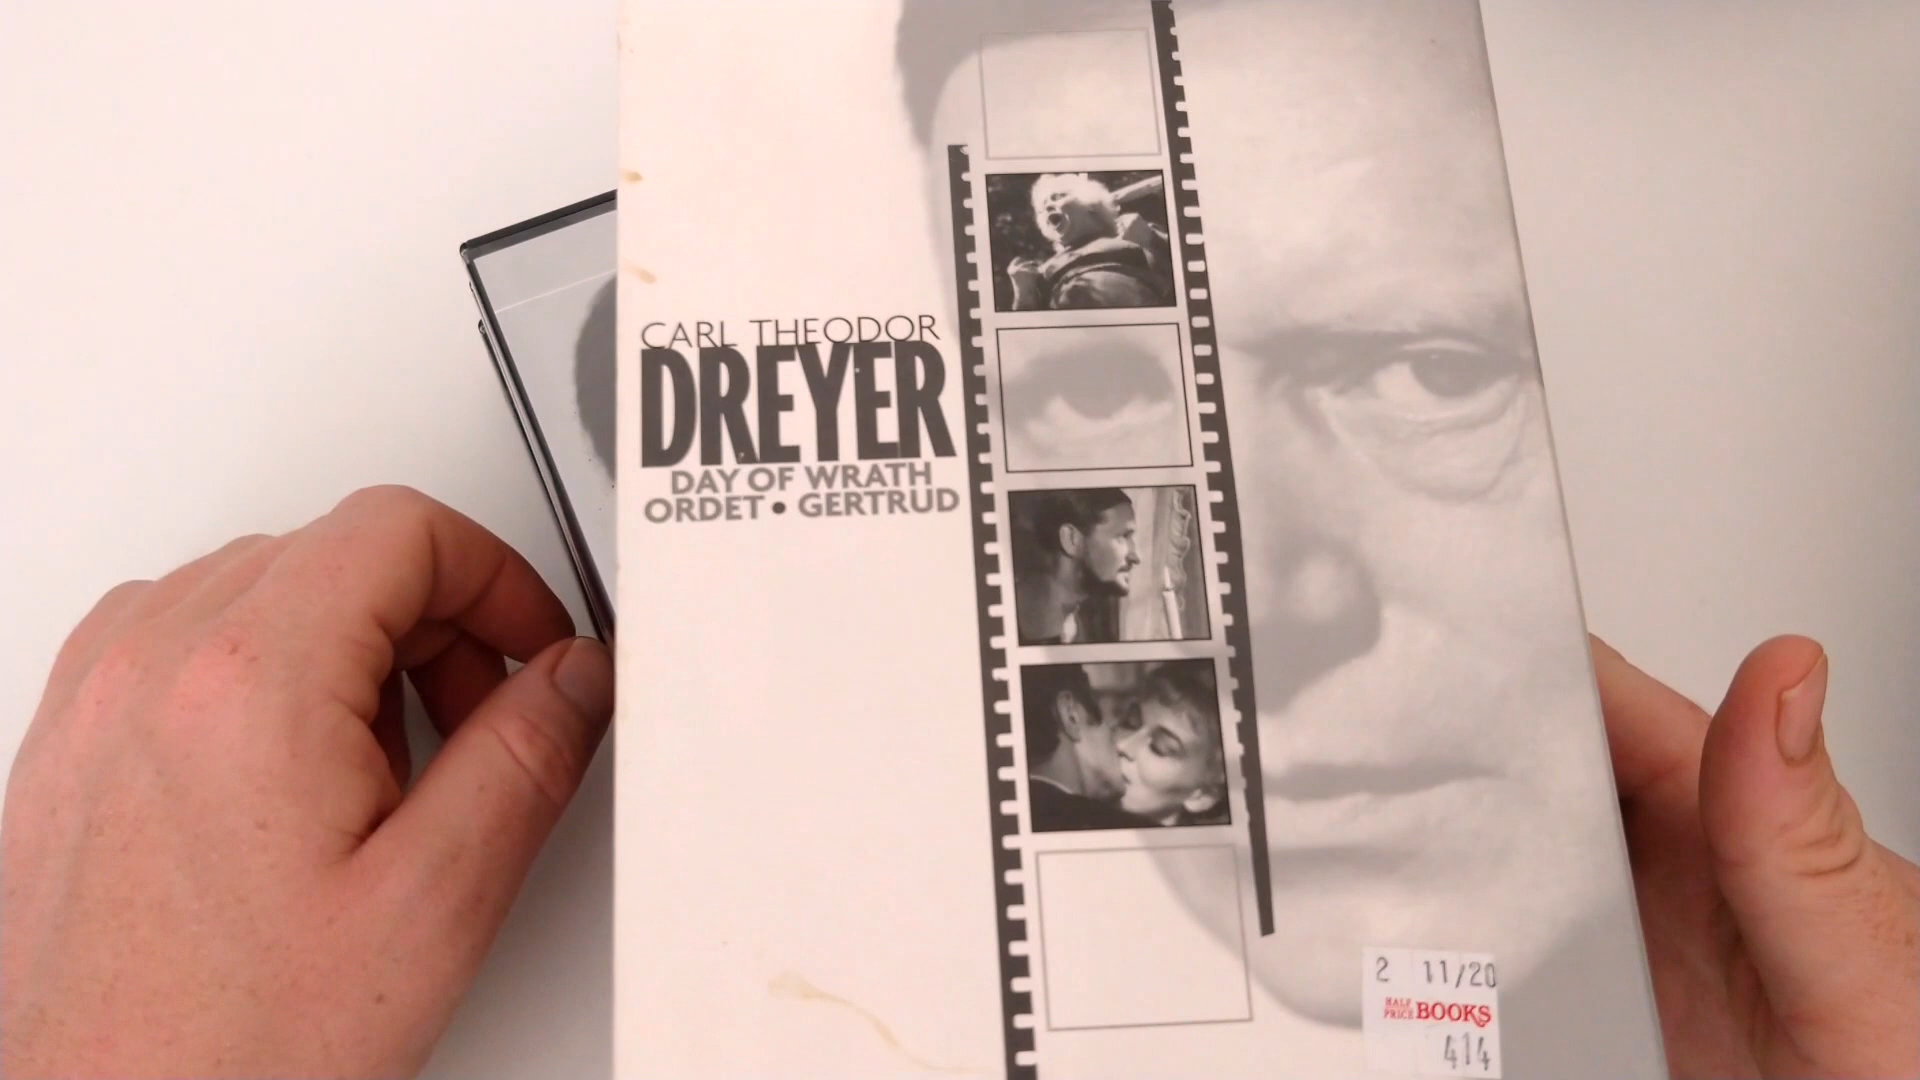 CARL THEODOR
DREYER
DAY OF WRATH
ORDET • GERTRUD
2 11/20
HALF PRICE BOOKS
414